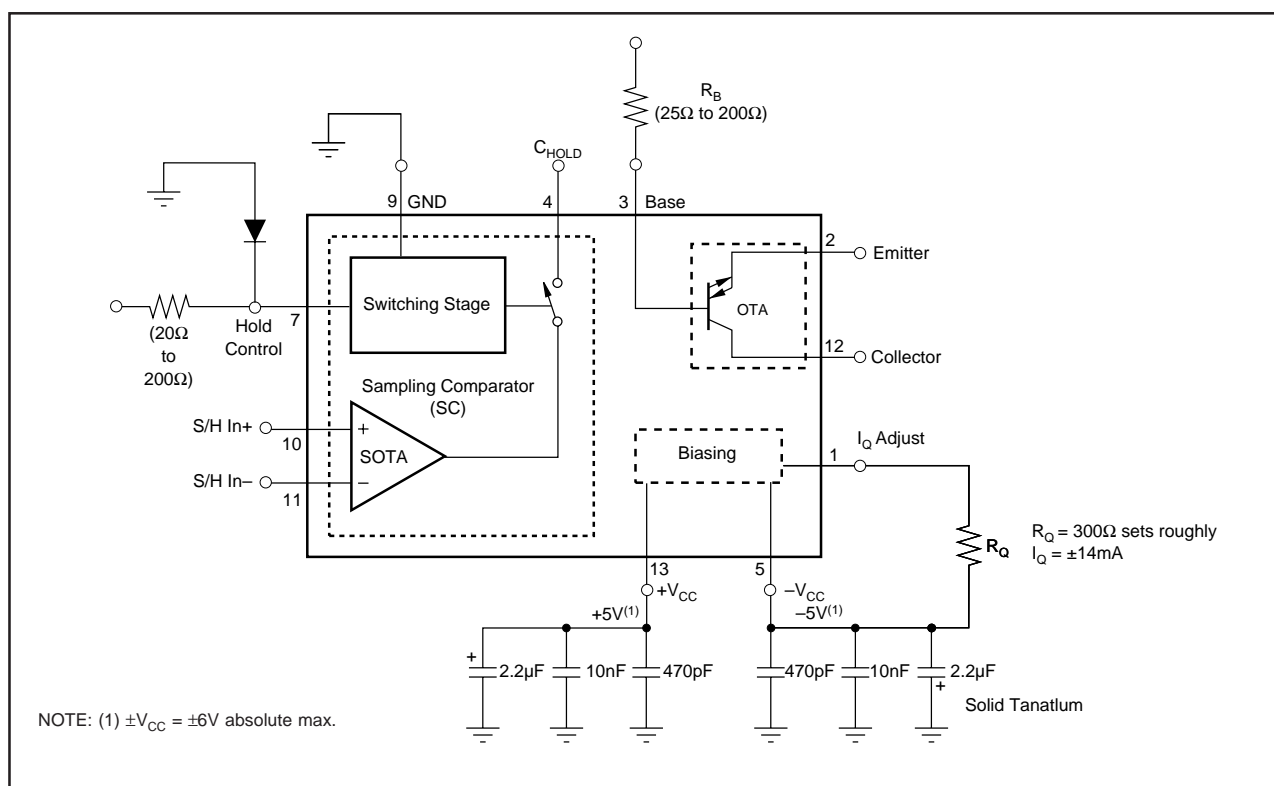 R_B
(25Ω to 200Ω)
C_HOLD
9 GND
4
3 Base
2
Emitter
Switching Stage
OTA
7
Hold
Control
(20Ω
to
200Ω)
12
Collector
Sampling Comparator
(SC)
S/H In+
10
+
SOTA
S/H In–
11
–
Biasing
1
I_Q Adjust
R_Q
R_Q = 300Ω sets roughly
I_Q = ±14mA
13
5
+V_CC
–V_CC
+5V(1)
–5V(1)
+
2.2µF
10nF
470pF
470pF
10nF
2.2µF
+
Solid Tanatlum
NOTE: (1) ±V_CC = ±6V absolute max.